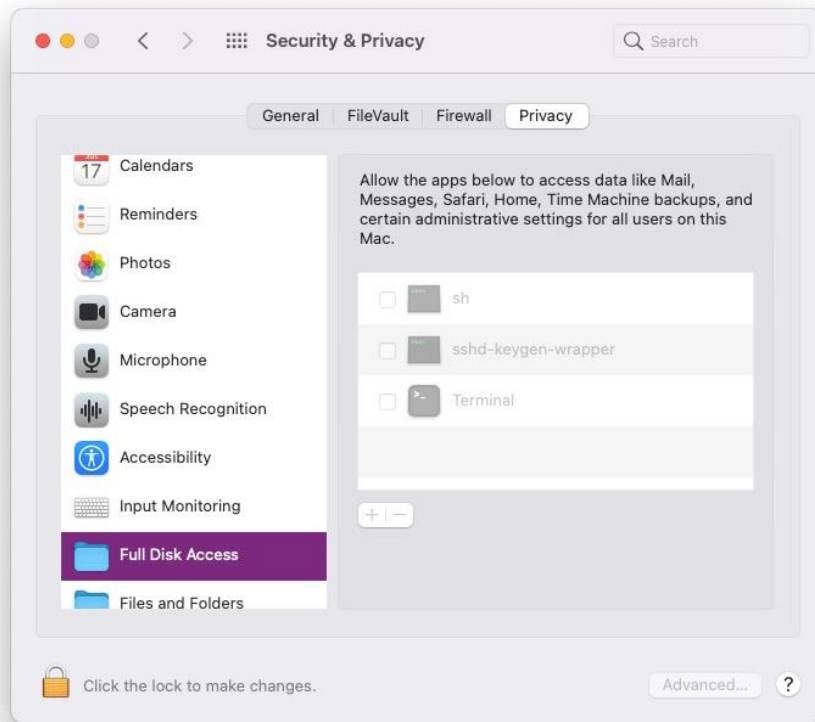 Security & Privacy
Search
General
FileVault
Firewall
Privacy
JUL
17
Calendars
Reminders
Photos
Camera
Microphone
Speech Recognition
Accessibility
Input Monitoring
Full Disk Access
Files and Folders
Allow the apps below to access data like Mail,
Messages, Safari, Home, Time Machine backups, and
certain administrative settings for all users on this
Mac.
sh
sshd-keygen-wrapper
Terminal
Click the lock to make changes.
Advanced...
?